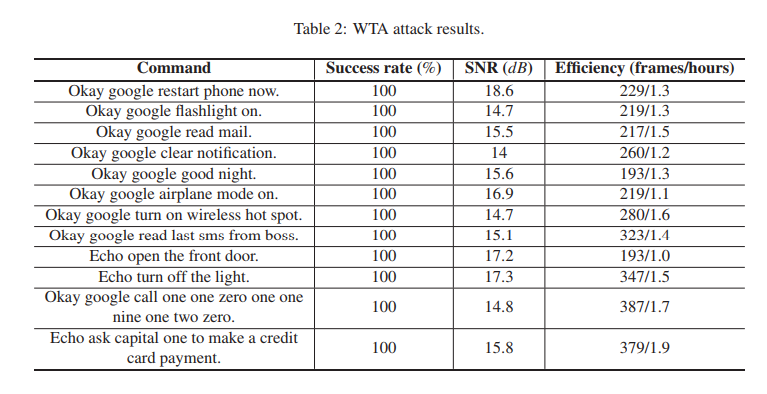 Table 2: WTA attack results.
Command Success rate (%) SNR (dB) Efficiency (frames/hours)
Okay google restart phone now. 100 18.6 229/1.3
Okay google flashlight on. 100 14.7 219/1.3
Okay google read mail. 100 15.5 217/1.5
Okay google clear notification. 100 14 260/1.2
Okay google good night. 100 15.6 193/1.3
Okay google airplane mode on. 100 16.9 219/1.1
Okay google turn on wireless hot spot. 100 14.7 280/1.6
Okay google read last sms from boss. 100 15.1 323/1.4
Echo open the front door. 100 17.2 193/1.0
Echo turn off the light. 100 17.3 347/1.5
Okay google call one one zero one one
nine one two zero. 100 14.8 387/1.7
Echo ask capital one to make a credit
card payment. 100 15.8 379/1.9